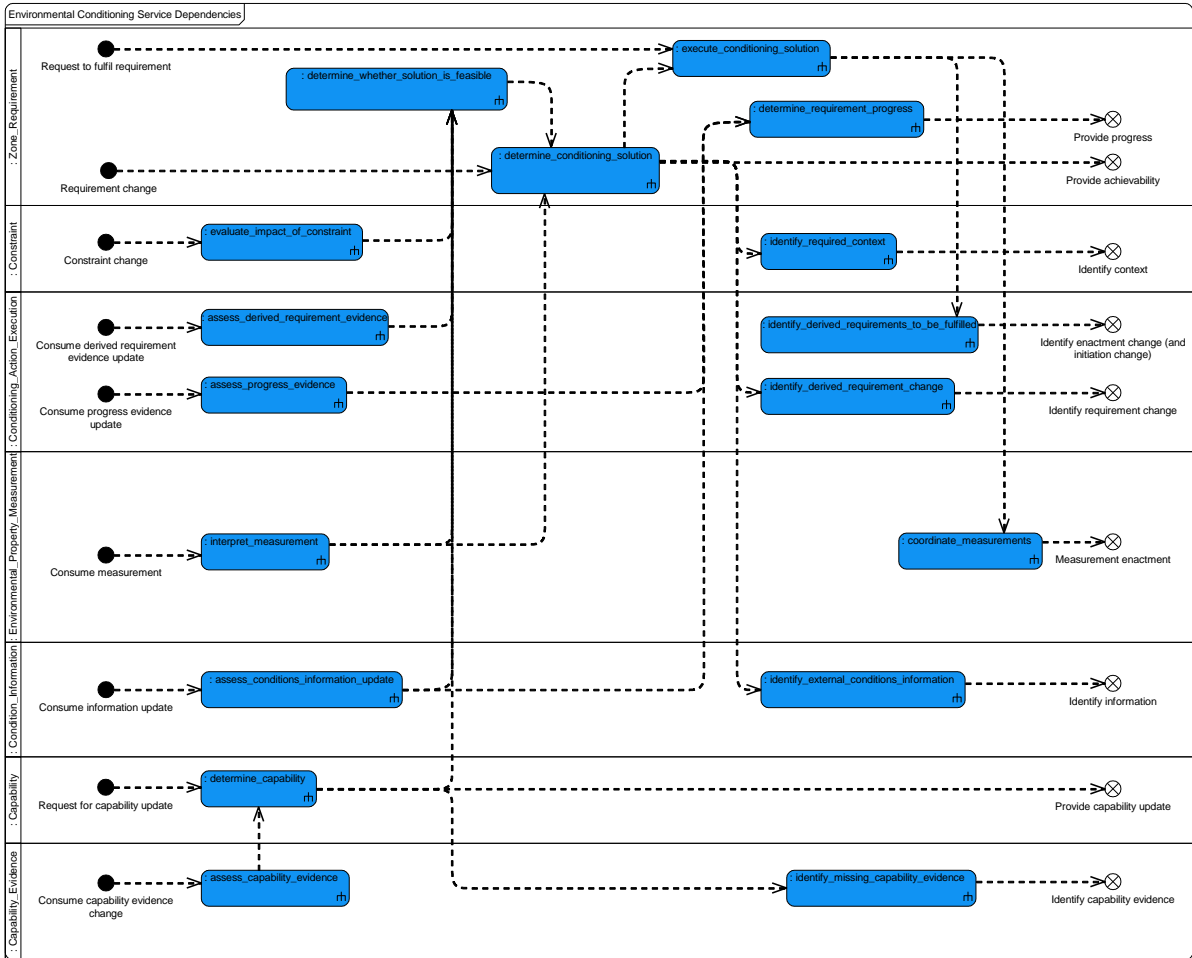 Environmental Conditioning Service Dependencies
: Zone_Requirement
Request to fulfil requirement
: execute_conditioning_solution
: determine_whether_solution_is_feasible
: determine_requirement_progress
Provide progress
: determine_conditioning_solution
Requirement change
Provide achievability
: Constraint
: evaluate_impact_of_constraint
Constraint change
: identify_required_context
Identify context
: Conditioning_Action_Execution
: assess_derived_requirement_evidence
Consume derived requirement
evidence update
: identify_derived_requirements_to_be_fulfilled
Identify enactment change (and
initiation change)
: assess_progress_evidence
Consume progress evidence
update
: identify_derived_requirement_change
Identify requirement change
: Environmental_Property_Measurement
: interpret_measurement
Consume measurement
: coordinate_measurements
Measurement enactment
: Condition_Information
: assess_conditions_information_update
Consume information update
: identify_external_conditions_information
Identify information
: Capability
: determine_capability
Request for capability update
Provide capability update
: Capability_Evidence
: assess_capability_evidence
Consume capability evidence
change
: identify_missing_capability_evidence
Identify capability evidence